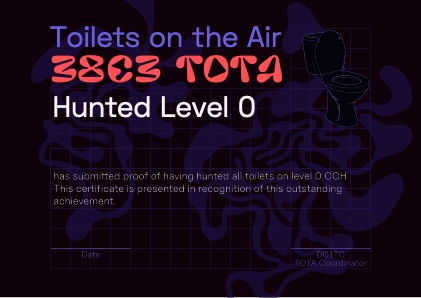 Toilets on the Air
38C3 TOTA
Hunted Level 0
has submitted proof of having hunted all toilets on level 0 CCH
This certificate is presented in recognition of this outstanding
achievement.
Date
DC1TC
TOTA Coordinator